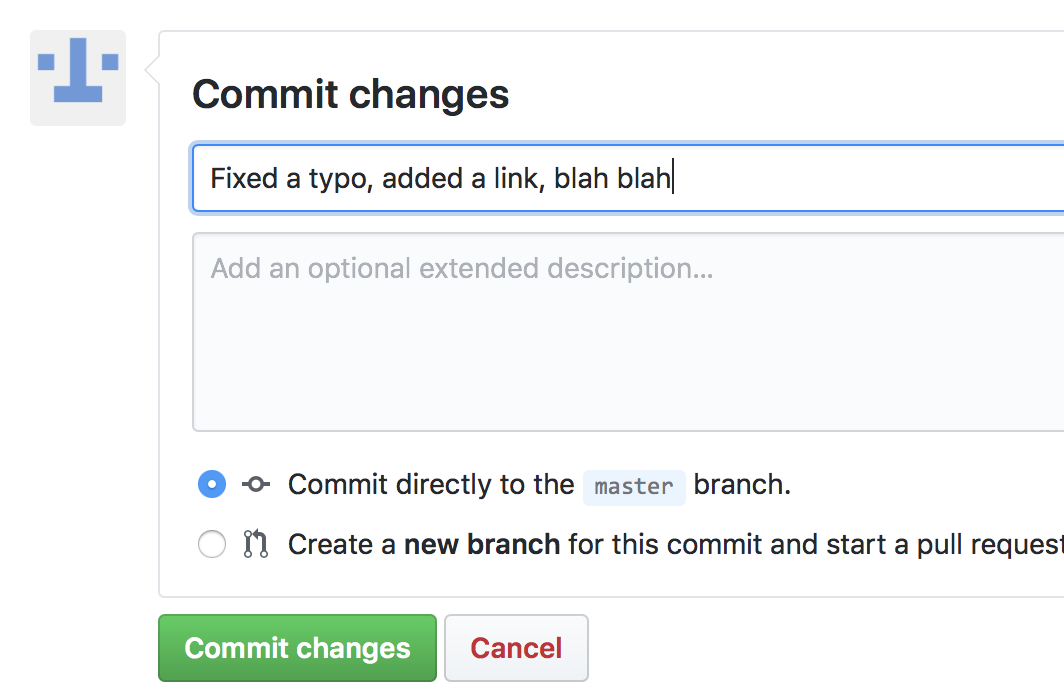 Commit changes
Fixed a typo, added a link, blah blah
Add an optional extended description...
Commit directly to the master branch.
Create a new branch for this commit and start a pull request
Commit changes
Cancel